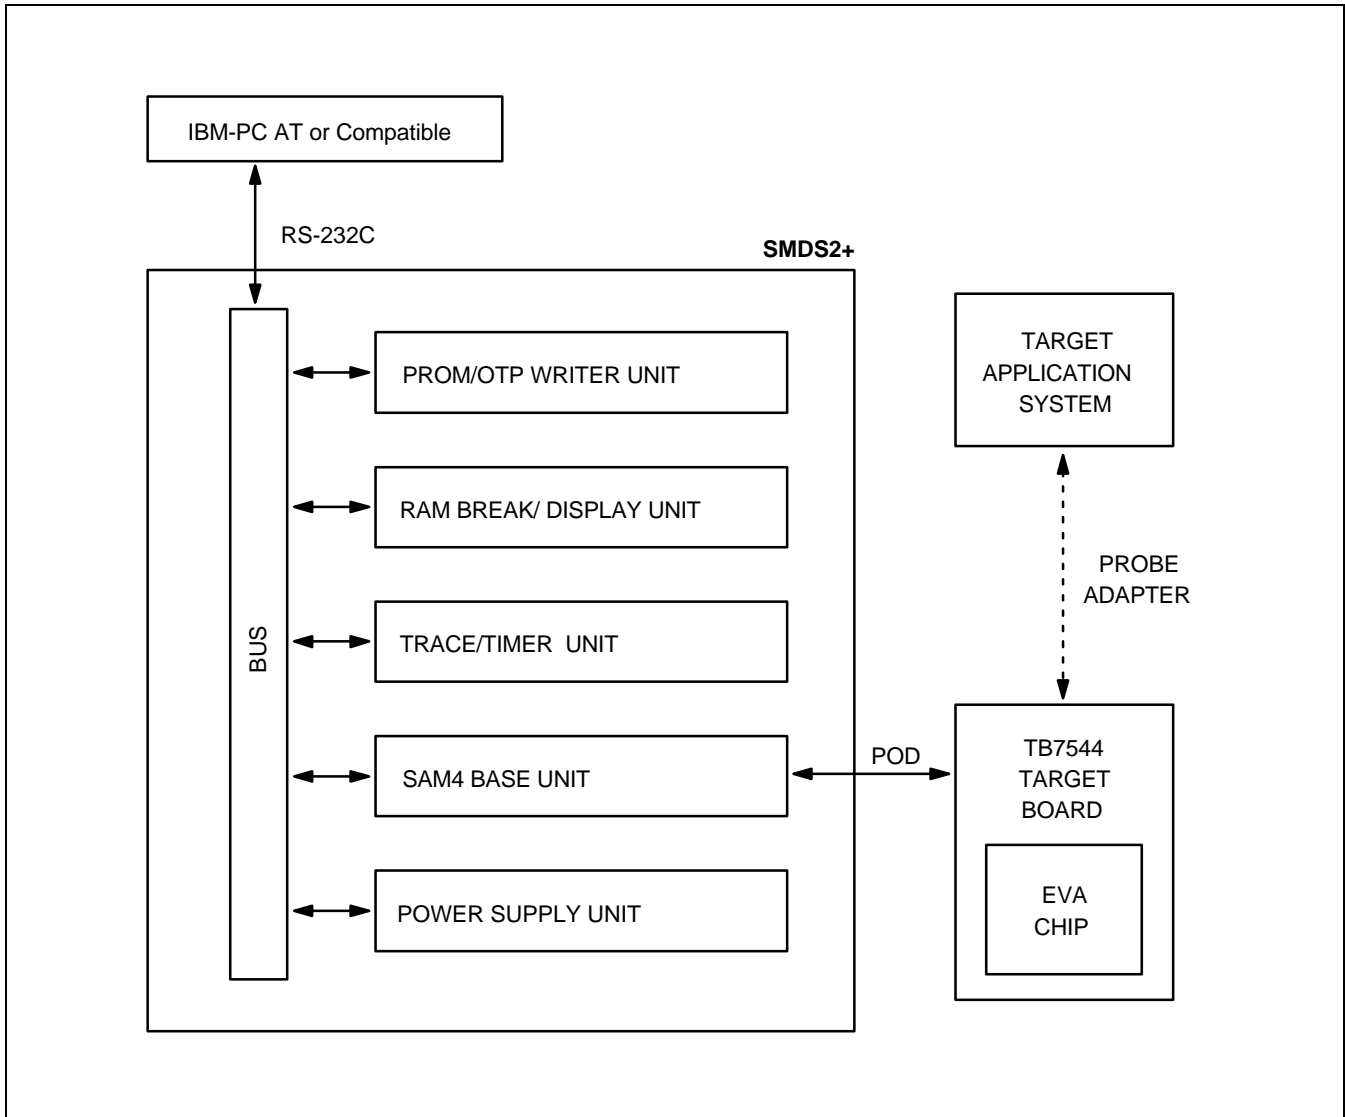 IBM-PC AT or Compatible
RS-232C
SMDS2+
BUS
PROM/OTP WRITER UNIT
RAM BREAK/ DISPLAY UNIT
TRACE/TIMER UNIT
SAM4 BASE UNIT
POWER SUPPLY UNIT
POD
TARGET
APPLICATION
SYSTEM
PROBE
ADAPTER
TB7544
TARGET
BOARD
EVA
CHIP